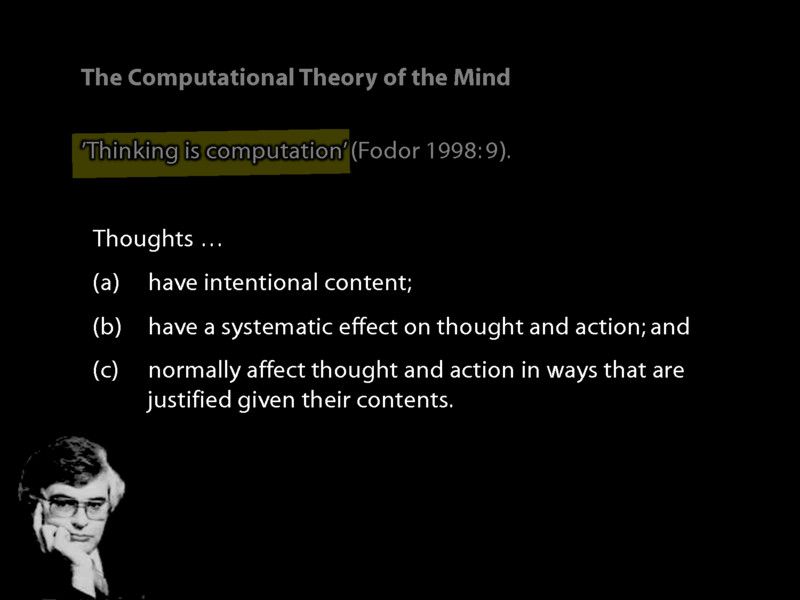 The Computational Theory of the Mind
‘Thinking is computation’ (Fodor 1998: 9).
Thoughts …
(a) have intentional content;
(b) have a systematic effect on thought and action; and
(c) normally affect thought and action in ways that are
justified given their contents.